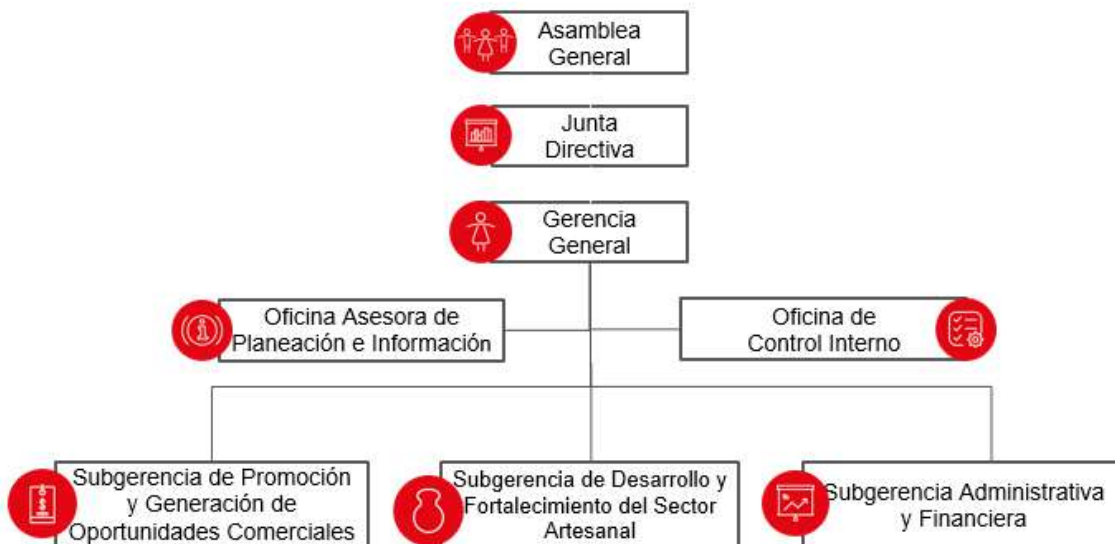 Asamblea
General
Junta
Directiva
Gerencia
General
Oficina Asesora de
Planeación e Información
Oficina de
Control Interno
Subgerencia de Promoción
y Generación de
Oportunidades Comerciales
Subgerencia de Desarrollo y
Fortalecimiento del Sector
Artesanal
Subgerencia Administrativa
y Financiera